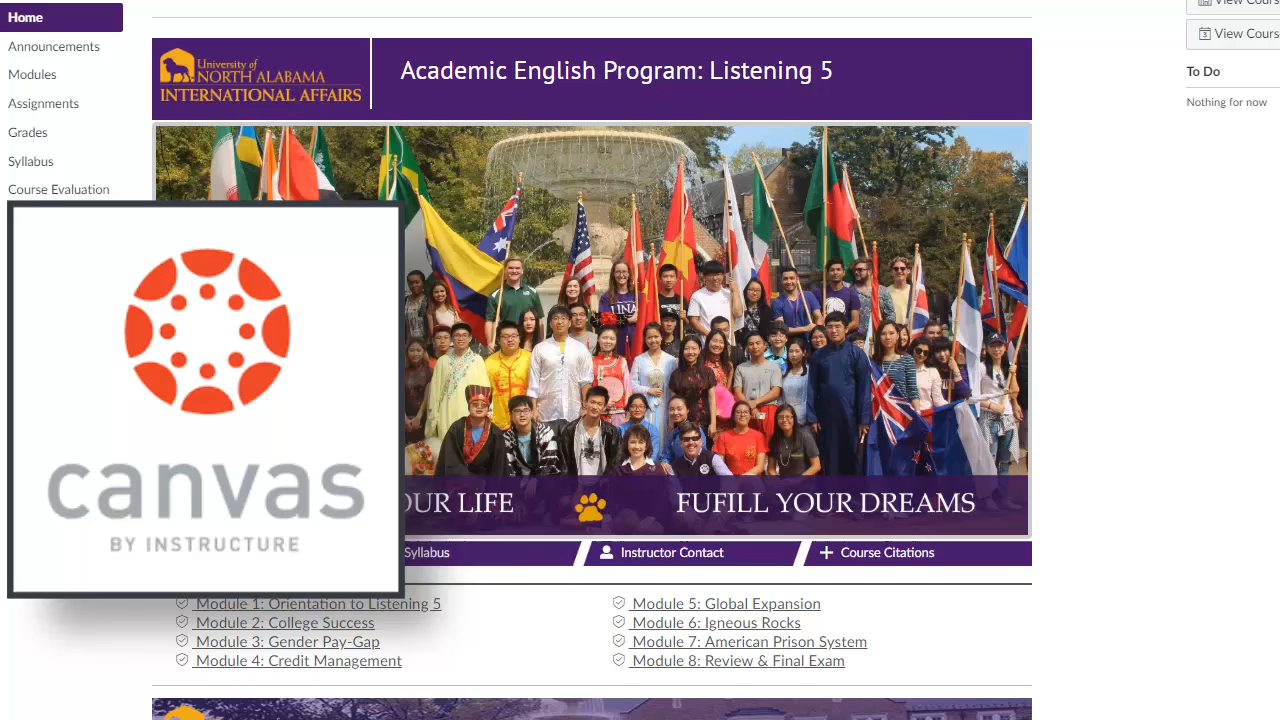 Home
Announcements
Modules
Assignments
Grades
Syllabus
Course Evaluation
University of
NORTH ALABAMA
INTERNATIONAL AFFAIRS
Academic English Program: Listening 5
View Cours
View Cours
To Do
Nothing for now
UNA
canvas
BY INSTRUCTURE
OUR LIFE
FUFILL YOUR DREAMS
Syllabus
Instructor Contact
Course Citations
Module 1: Orientation to Listening 5
Module 2: College Success
Module 3: Gender Pay-Gap
Module 4: Credit Management
Module 5: Global Expansion
Module 6: Igneous Rocks
Module 7: American Prison System
Module 8: Review & Final Exam